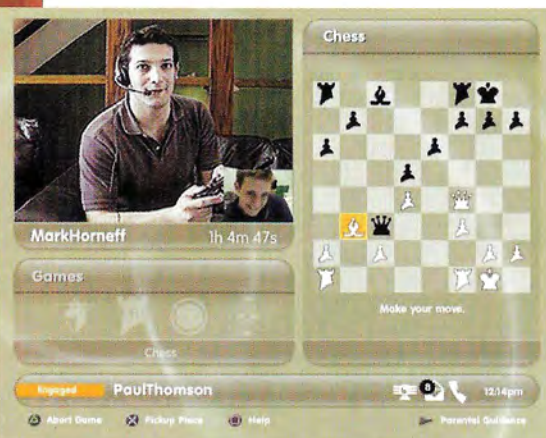 Chess
MarkHorneff 1h 4m 47s
Games
Chess
Make your move.
Engaged PaulThomson 8 12:14pm
Abort Game Pickup Piece Help Parental Guidance